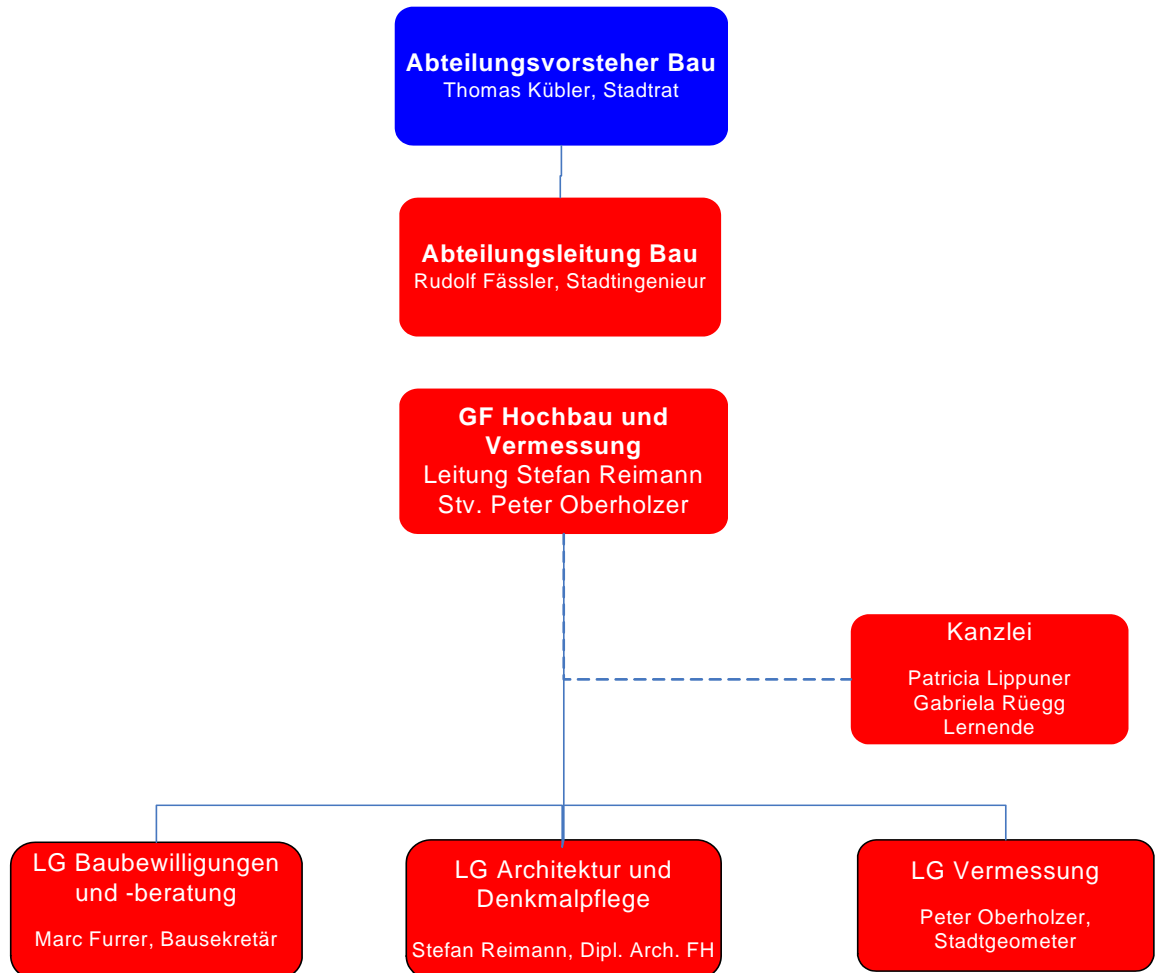 Abteilungsvorsteher Bau
Thomas Kübler, Stadtrat
Abteilungsleitung Bau
Rudolf Fässler, Stadtingenieur
GF Hochbau und
Vermessung
Leitung Stefan Reimann
Stv. Peter Oberholzer
Kanzlei
Patricia Lippuner
Gabriela Rüegg
Lernende
LG Baubewilligungen
und -beratung
Marc Furrer, Bausekretär
LG Architektur und
Denkmalpflege
Stefan Reimann, Dipl. Arch. FH
LG Vermessung
Peter Oberholzer,
Stadtgeometer